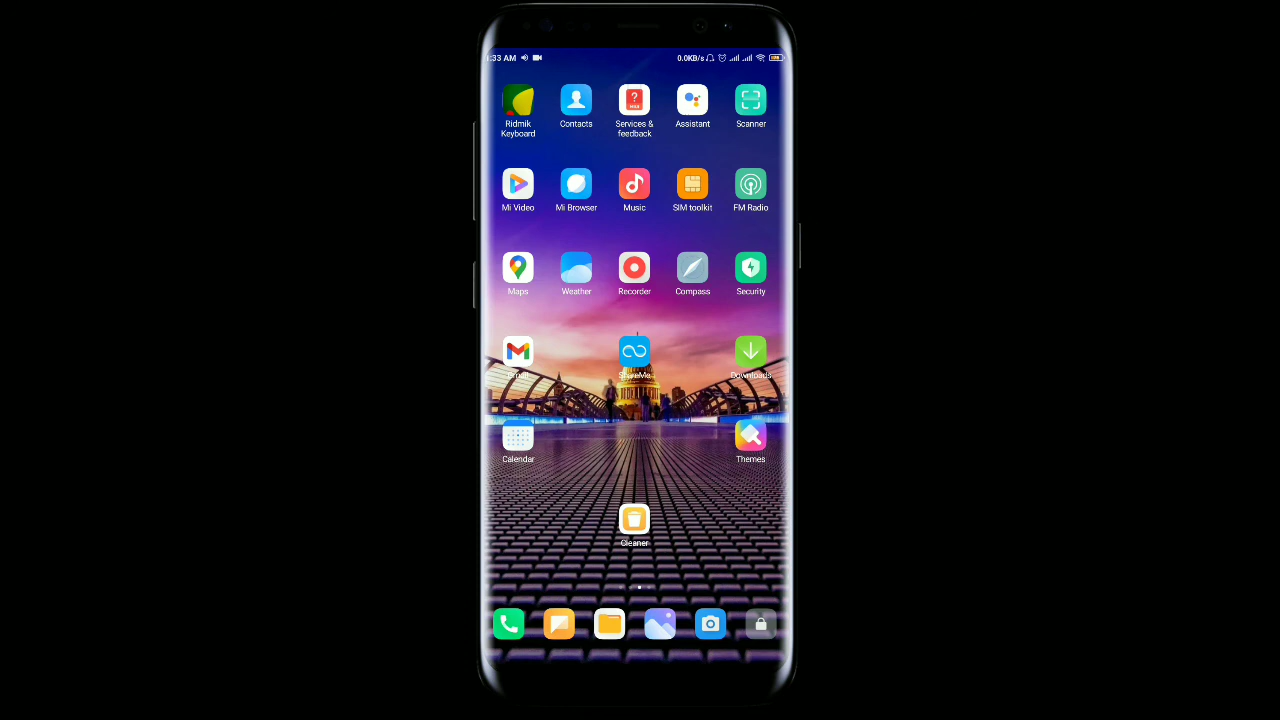 :33 AM 0.0KB/s
Ridmik Keyboard
Contacts
Services & feedback
Assistant
Scanner
Mi Video
Mi Browser
Music
SIM toolkit
FM Radio
Maps
Weather
Recorder
Compass
Security
Gmail
ShareMe
Downloads
Calendar
Themes
Cleaner